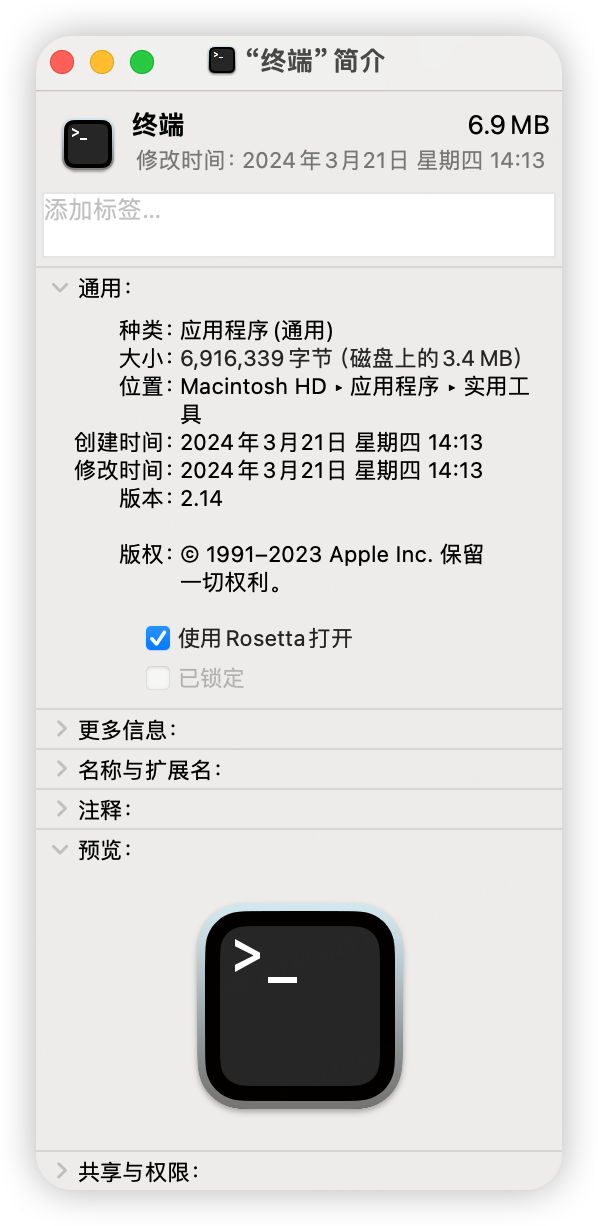 “终端”简介
终端 6.9 MB
修改时间：2024年3月21日 星期四 14:13
添加标签...
通用：
种类：应用程序 (通用)
大小：6,916,339 字节（磁盘上的3.4 MB）
位置：Macintosh HD ▸ 应用程序 ▸ 实用工
具
创建时间：2024年3月21日 星期四 14:13
修改时间：2024年3月21日 星期四 14:13
版本：2.14
版权：© 1991–2023 Apple Inc. 保留
一切权利。
使用 Rosetta 打开
已锁定
更多信息：
名称与扩展名：
注释：
预览：
>_
共享与权限：